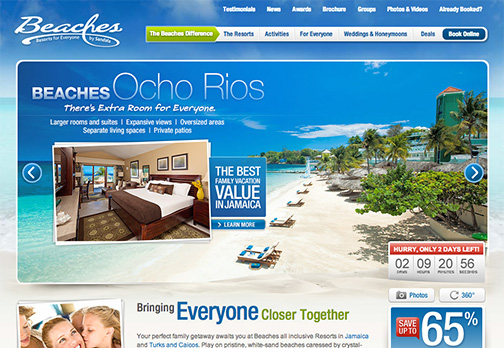 Testimonials News Awards Brochure Groups Photos & Videos Already Booked?
Beaches
Resorts for Everyone by Sandals
The Beaches Difference The Resorts Activities For Everyone Wedding & Honeymoons Deals Book Online
BEACHES Ocho Rios
There's Extra Room for Everyone.
Larger rooms and suites | Expansive views | Oversized areas
Separate living spaces | Private patios
THE BEST
FAMILY VACATION
VALUE
IN JAMAICA
LEARN MORE
HURRY, ONLY 2 DAYS LEFT!
02 09 20 56
DAYS HOURS MINUTES SECONDS
Photos 360°
Bringing Everyone Closer Together
SAVE UP TO 65%
Your perfect family getaway awaits you at Beaches all inclusive Resorts in Jamaica
and Turks and Caicos. Play on pristine, white-sand beaches caressed by crystal-